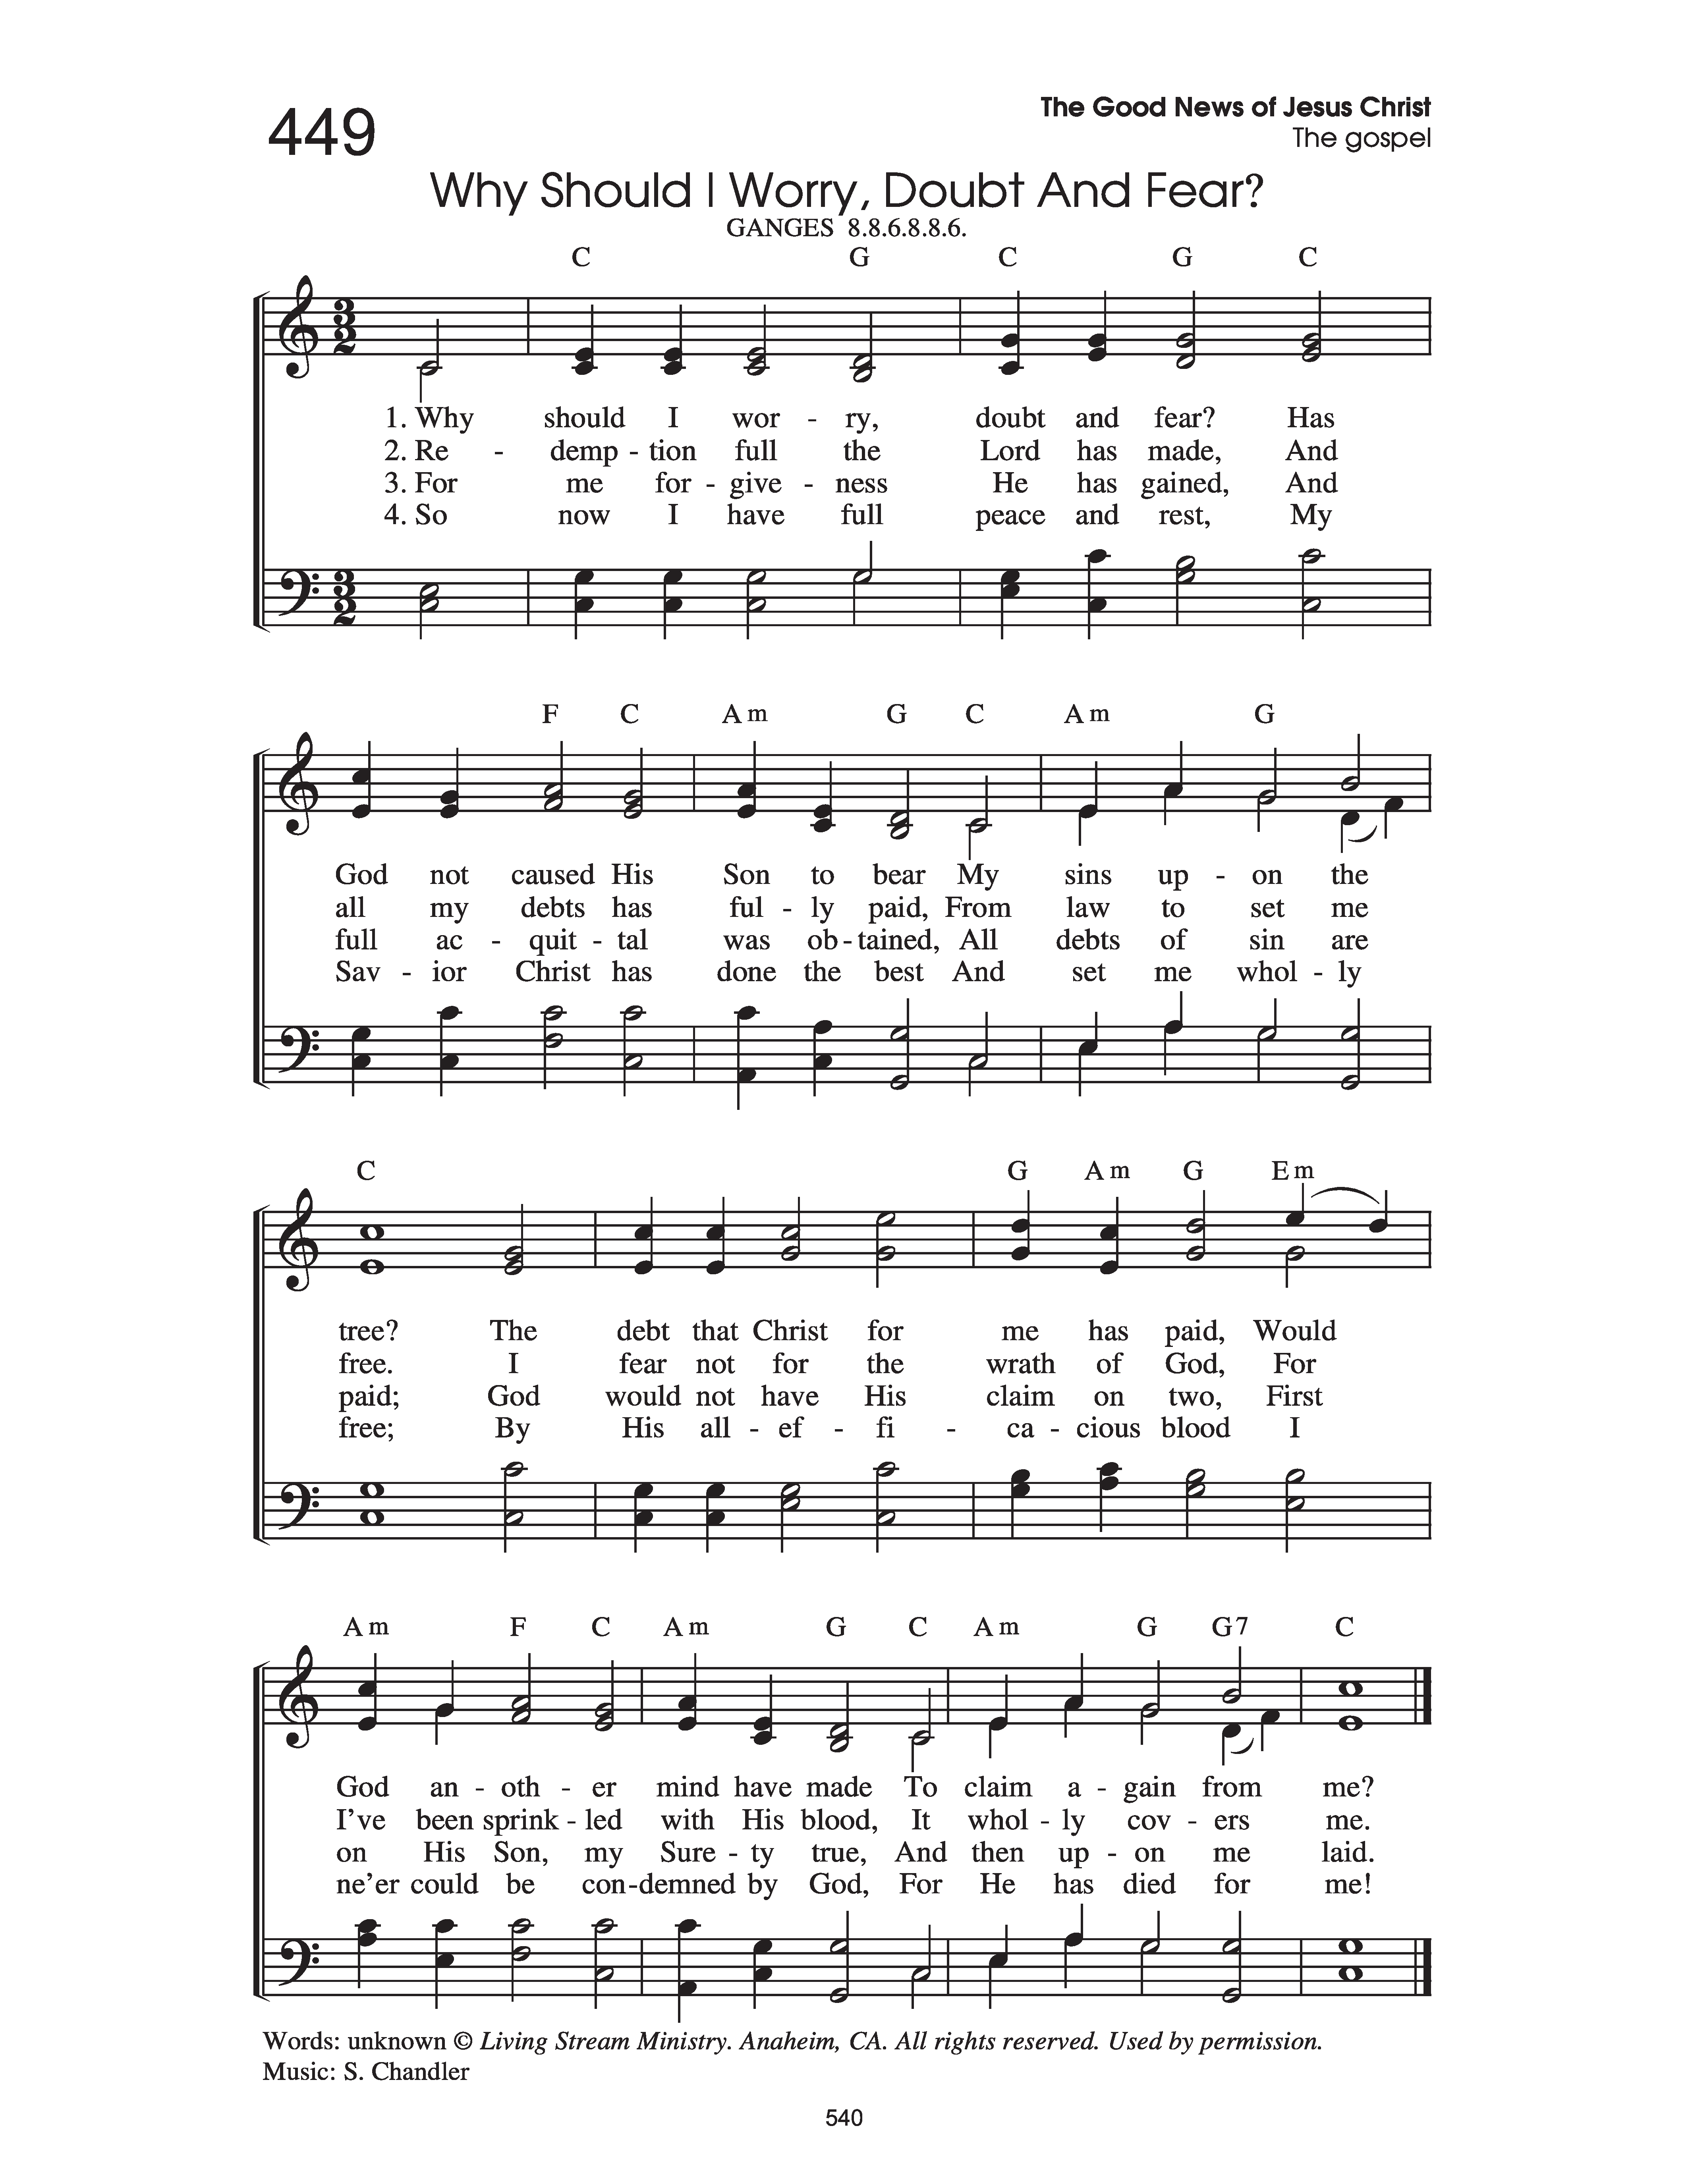 449
The Good News of Jesus Christ
The gospel
Why Should I Worry, Doubt And Fear?
GANGES 8.8.6.8.8.6.
C G C G C
3
2
1. Why should I wor - ry, doubt and fear? Has
2. Re - demp - tion full the Lord has made, And
3. For me for - give - ness He has gained, And
4. So now I have full peace and rest, My
3
2
F C Am G C Am G
God not caused His Son to bear My sins up - on the
all my debts has ful - ly paid, From law to set me
full ac - quit - tal was ob - tained, All debts of sin are
Sav - ior Christ has done the best And set me whol - ly
C G Am G Em
tree? The debt that Christ for me has paid, Would
free. I fear not for the wrath of God, For
paid; God would not have His claim on two, First
free; By His all - ef - fi - ca - cious blood I
Am F C Am G C Am G G7 C
God an - oth - er mind have made To claim a - gain from me?
I've been sprink - led with His blood, It whol - ly cov - ers me.
on His Son, my Sure - ty true, And then up - on me laid.
ne'er could be con - demned by God, For He has died for me!
Words: unknown © Living Stream Ministry. Anaheim, CA. All rights reserved. Used by permission.
Music: S. Chandler
540